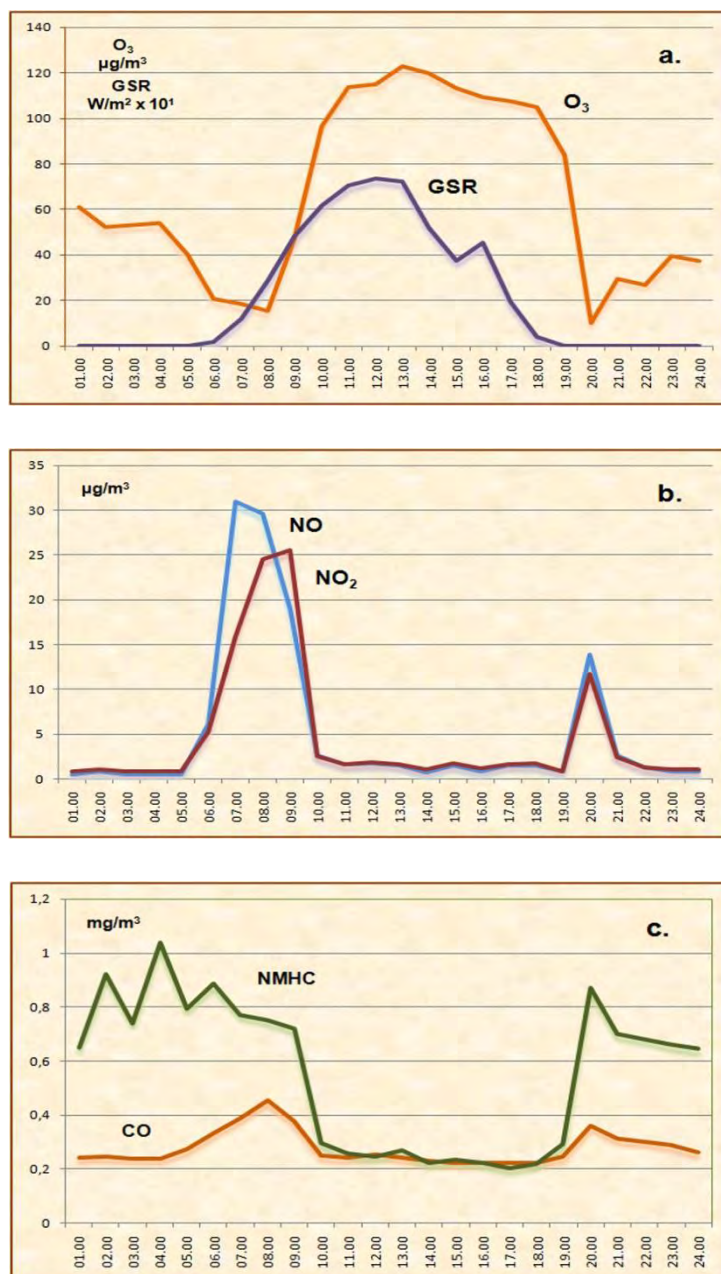 140
120
100
80
60
40
20
0
O₃
µg/m³
GSR
W/m² x 10¹
a.
O₃
GSR
01.00 02.00 03.00 04.00 05.00 06.00 07.00 08.00 09.00 10.00 11.00 12.00 13.00 14.00 15.00 16.00 17.00 18.00 19.00 20.00 21.00 22.00 23.00 24.00
35
30
25
20
15
10
5
0
µg/m³
b.
NO
NO₂
01.00 02.00 03.00 04.00 05.00 06.00 07.00 08.00 09.00 10.00 11.00 12.00 13.00 14.00 15.00 16.00 17.00 18.00 19.00 20.00 21.00 22.00 23.00 24.00
1,2
1
0,8
0,6
0,4
0,2
0
mg/m³
c.
NMHC
CO
01.00 02.00 03.00 04.00 05.00 06.00 07.00 08.00 09.00 10.00 11.00 12.00 13.00 14.00 15.00 16.00 17.00 18.00 19.00 20.00 21.00 22.00 23.00 24.00